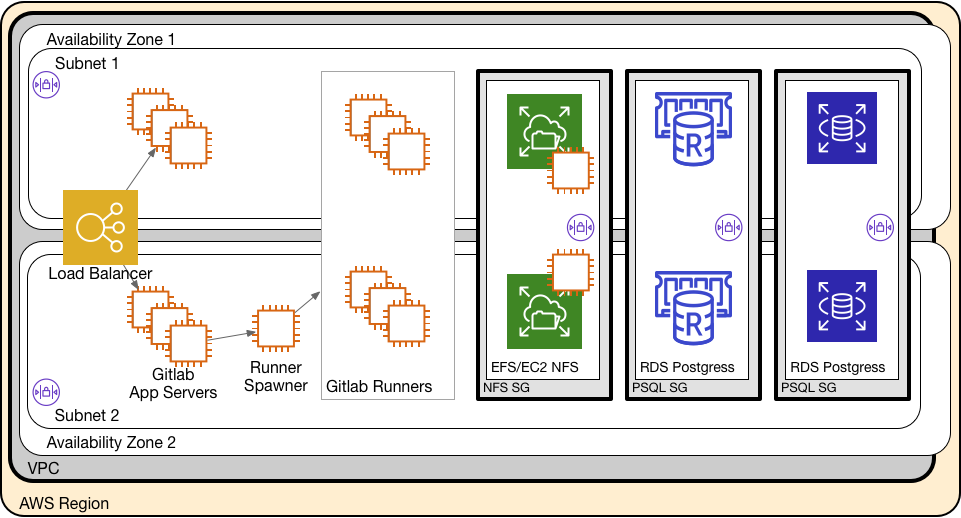 Availability Zone 1
Subnet 1
Load Balancer
Gitlab
App Servers
Runner
Spawner
Gitlab Runners
EFS/EC2 NFS
NFS SG
R
R
RDS Postgress
PSQL SG
RDS Postgress
PSQL SG
Subnet 2
Availability Zone 2
VPC
AWS Region